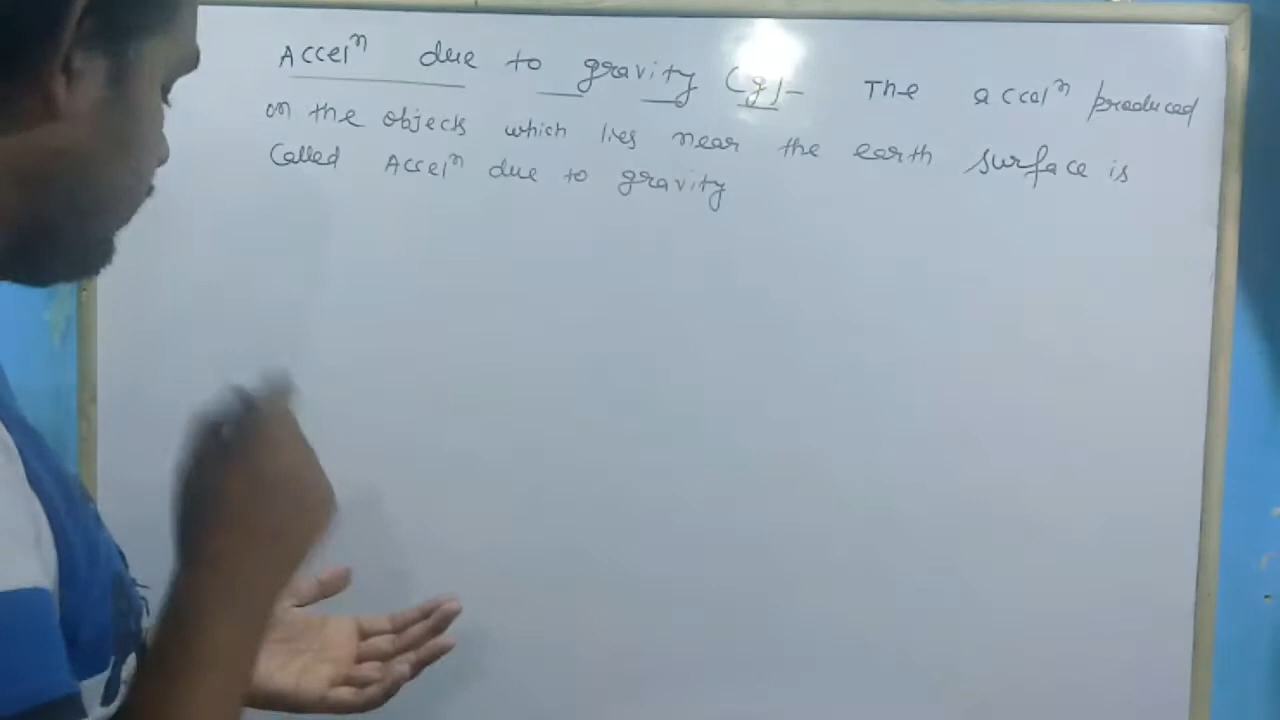 Accelⁿ due to gravity (g)- The accalⁿ produced
on the objects which lies near the earth surface is
Called Accelⁿ due to gravity